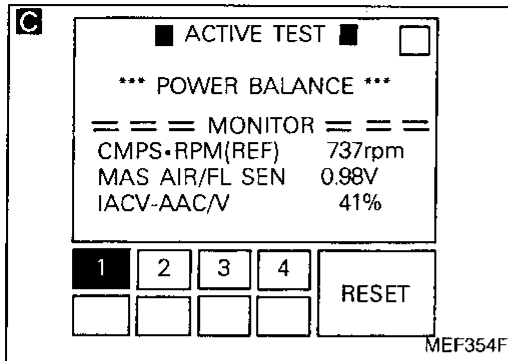 C
■ ACTIVE TEST ■
*** POWER BALANCE ***
= = = MONITOR = = =
CMPS•RPM(REF) 737rpm
MAS AIR/FL SEN 0.98V
IACV-AAC/V 41%
1 2 3 4
RESET
MEF354F